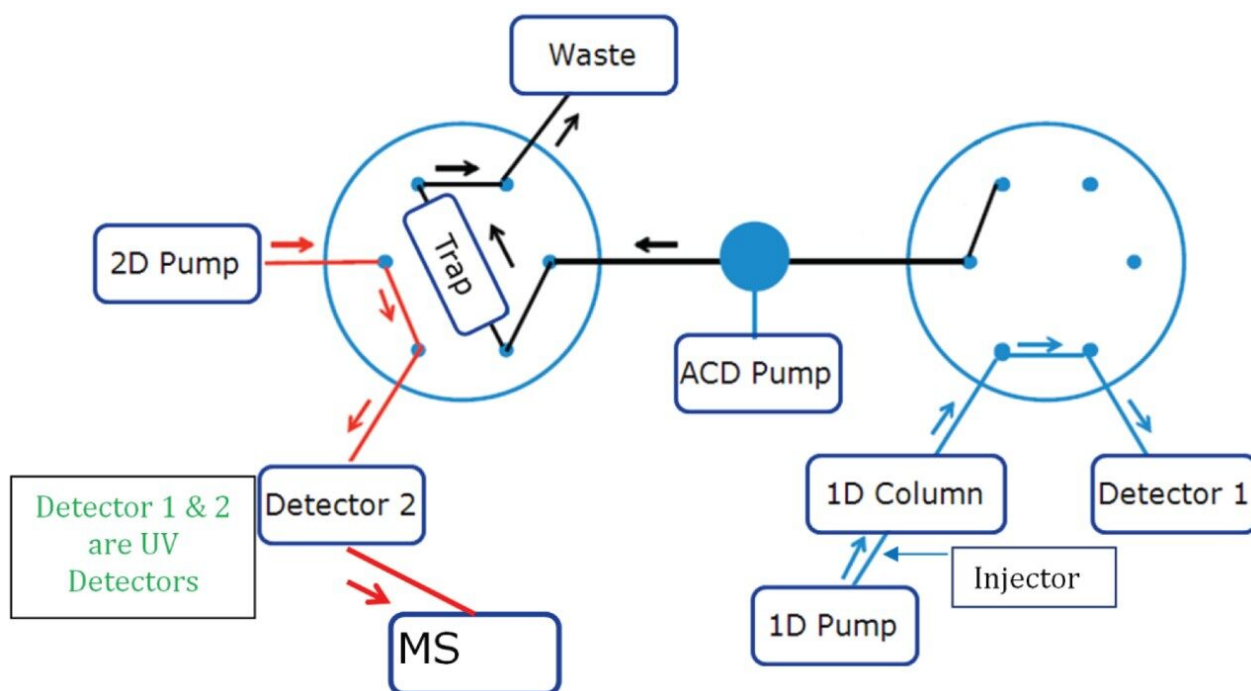 Waste
2D Pump
Trap
ACD Pump
Detector 1 & 2
are UV
Detectors
Detector 2
1D Column
Detector 1
Injector
1D Pump
MS